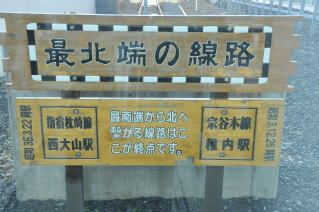 最北端の線路
指宿枕崎線
西大山駅
最南端から北へ
繋がる線路はこ
こが終点です。
宗谷本線
稚内駅
昭和35.3.22開駅
昭和3.12.26開駅